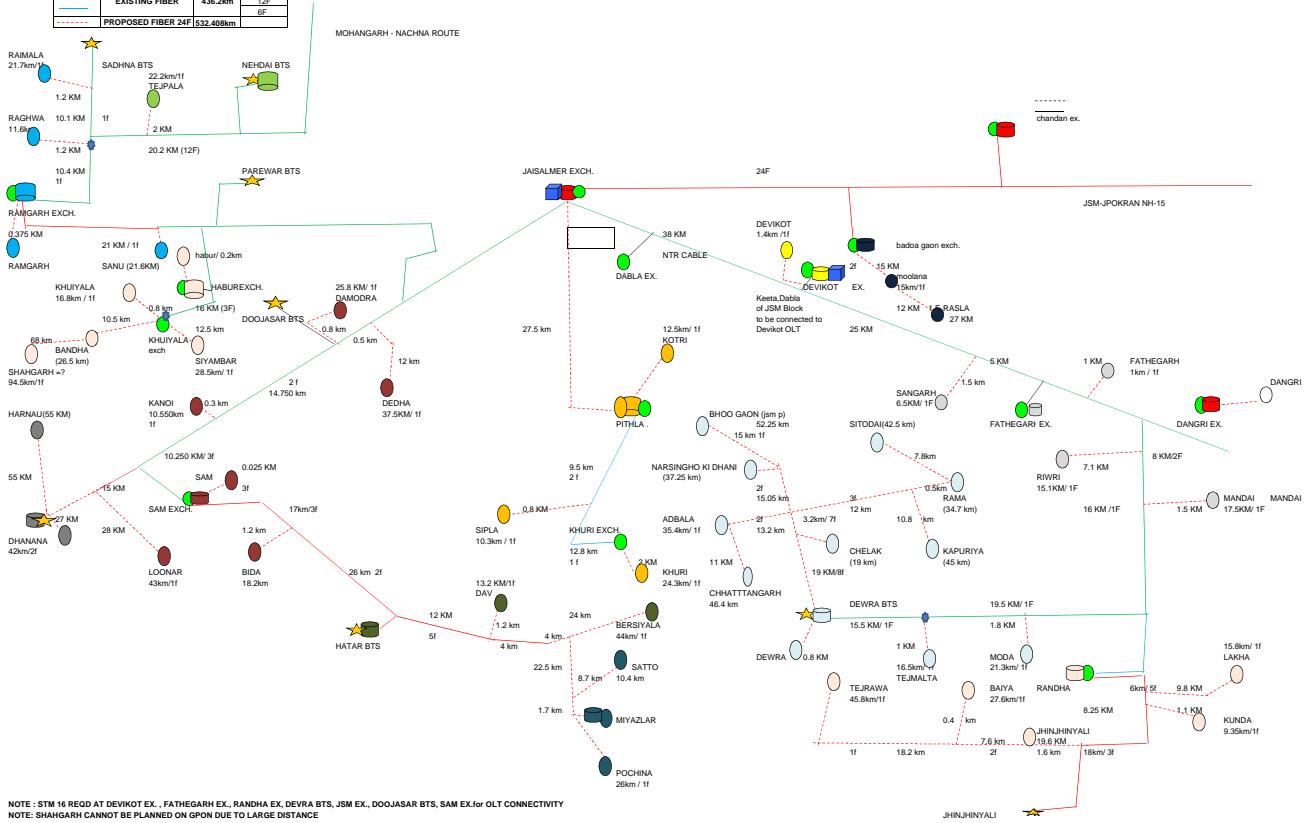 EXISTING FIBER 436.2km 12F
6F
PROPOSED FIBER 24F 532.408km
MOHANGARH - NACHNA ROUTE
RAIMALA
21.7km/1f
SADHNA BTS
22.2km/1f
TEJPALA
NEHDAI BTS
1.2 KM
RAGHWA
11.6km
10.1 KM
1f
2 KM
1.2 KM
20.2 KM (12F)
10.4 KM
1f
PAREWAR BTS
RAMGARH EXCH.
0.375 KM
RAMGARH
21 KM / 1f
SANU (21.6KM)
habur/ 0.2km
KHUIYALA
16.8km / 1f
HABUREXCH.
0.8 km
16 KM (3F)
10.5 km
12.5 km
68 km
BANDHA
(26.5 km)
KHUIYALA
exch
SIYAMBAR
28.5km/ 1f
SHAHGARH =?
94.5km/1f
DOOJASAR BTS
25.8 KM/ 1f
DAMODRA
0.8 km
0.5km
12 km
DEDHA
37.5KM/ 1f
2 f
14.750 km
KANOI
10.550km
1f
0.3 km
HARNAU(55 KM)
10.250 KM/ 3f
55 KM
15 KM
SAM
0.025 KM
3f
SAM EXCH.
17km/3f
27 KM
DHANANA
42km/2f
28 KM
LOONAR
43km/1f
1.2 km
BIDA
18.2km
26 km 2f
HATAR BTS
12 KM
5f
13.2 KM/1f
DAV
1.2 km
4 km
4 km
24 km
BERSIYALA
44km/ 1f
22.5 km
SATTO
10.4 km
8.7 km
1.7 km
MIYAZLAR
POCHINA
26km / 1f
JAISALMER EXCH.
24F
chandan ex.
JSM-JPOKRAN NH-15
38 KM
NTR CABLE
DABLA EX.
DEVIKOT
1.4km /1f
badoa gaon exch.
2f
15 KM
moolana
15km/1f
DEVIKOT EX.
Keeta,Dabla
of JSM Block
to be connected to
Devikot OLT
12 KM
RASLA
27 KM
25 KM
27.5 km
12.5km/ 1f
KOTRI
PITHLA .
5 KM
1.5 km
SANGARH
6.5KM/ 1F
1 KM
FATHEGARH
1km / 1f
FATHEGARH EX.
DANGRI
DANGRI EX.
BHOO GAON (jsm p)
52.25 km
15 km 1f
SITODAI(42.5 km)
7.8km
8 KM/2F
NARSINGHO KI DHANI
(37.25 km)
2f
15.05 km
RIWRI
15.1KM/ 1F
7.1 KM
9.5 km
2 f
0.5km
RAMA
(34.7 km)
3f
12 km
16 KM /1F
1.5 KM
MANDAI
17.5KM/ 1F
MANDAI
0.8 KM
SIPLA
10.3km / 1f
ADBALA
35.4km/ 1f
2f
13.2 km
3.2km/ 7f
10.8 km
KHURI EXCH.
12.8 km
1 f
2 KM
KHURI
24.3km/ 1f
CHELAK
(19 km)
KAPURIYA
(45 km)
11 KM
CHHATTTANGARH
46.4 km
19 KM/8f
DEWRA BTS
15.5 KM/ 1F
19.5 KM/ 1F
1.8 KM
DEWRA
0.8 KM
1 KM
16.5km/ 1f
TEJMALTA
MODA
21.3km/ 1f
15.8km/ 1f
LAKHA
TEJRAWA
45.8km/1f
BAIYA
27.6km/1f
RANDHA
6km/ 5f
9.8 KM
8.25 KM
1.1 KM
KUNDA
9.35km/1f
0.4 km
JHINJHINYALI
19.6 KM
7.6 km
1f
18.2 km
2f
1.6 km
18km/ 3f
JHINJHINYALI
NOTE : STM 16 REQD AT DEVIKOT EX. , FATHEGARH EX., RANDHA EX, DEVRA BTS, JSM EX., DOOJASAR BTS, SAM EX.for OLT CONNECTIVITY
NOTE: SHAHGARH CANNOT BE PLANNED ON GPON DUE TO LARGE DISTANCE